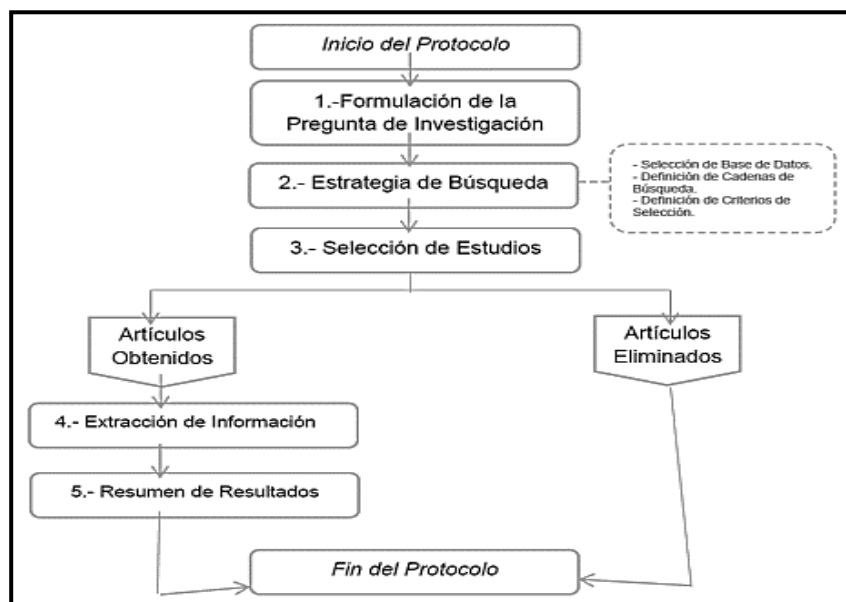 Inicio del Protocolo
1.-Formulación de la
Pregunta de Investigación
2.- Estrategia de Búsqueda
- Selección de Base de Datos.
- Definición de Cadenas de
Búsqueda.
- Definición de Criterios de
Selección.
3.- Selección de Estudios
Artículos
Obtenidos
Artículos
Eliminados
4.- Extracción de Información
5.- Resumen de Resultados
Fin del Protocolo